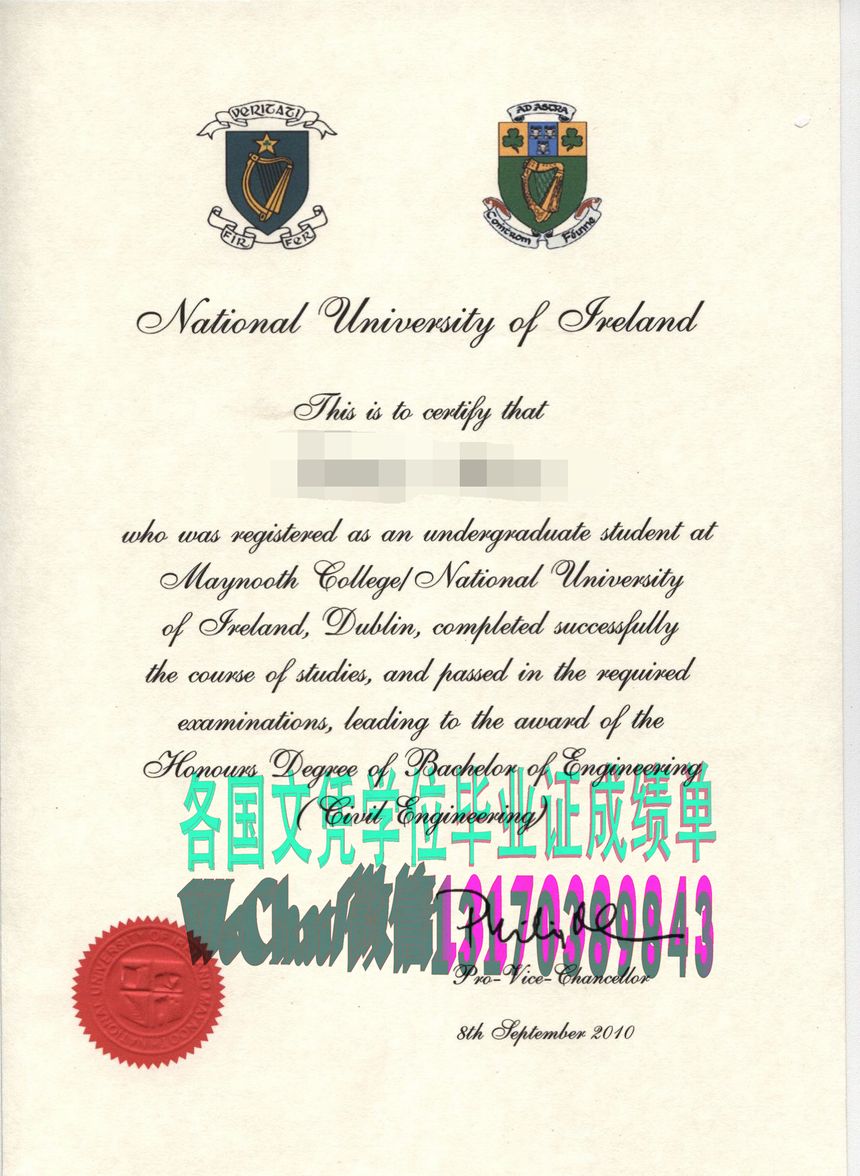 VERITATI
FIR FER
AD ASTRA
Comtrom Féinne
National University of Ireland
This is to certify that
who was registered as an undergraduate student at
Maynooth College/National University
of Ireland, Dublin, completed successfully
the course of studies, and passed in the required
examinations, leading to the award of the
Honours Degree of Bachelor of Engineering
(Civil Engineering)
各国文凭学位毕业证成绩单
WeChat/微信13170389843
Pro-Vice-Chancellor
8th September 2010